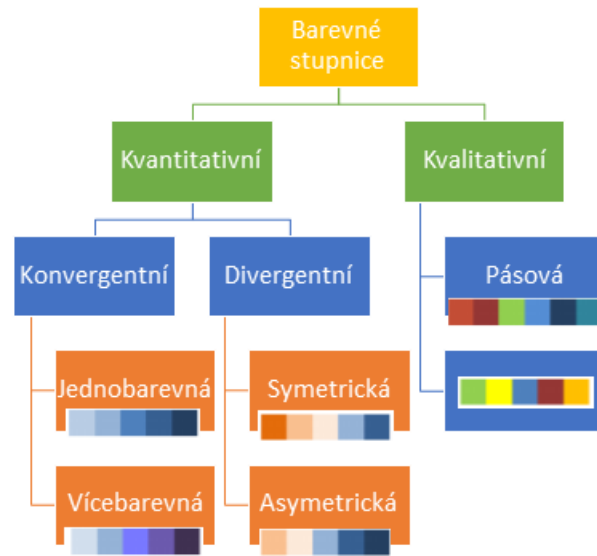 Barevné
stupnice
Kvantitativní
Kvalitativní
Konvergentní
Divergentní
Pásová
Jednobarevná
Symetrická
Vícebarevná
Asymetrická